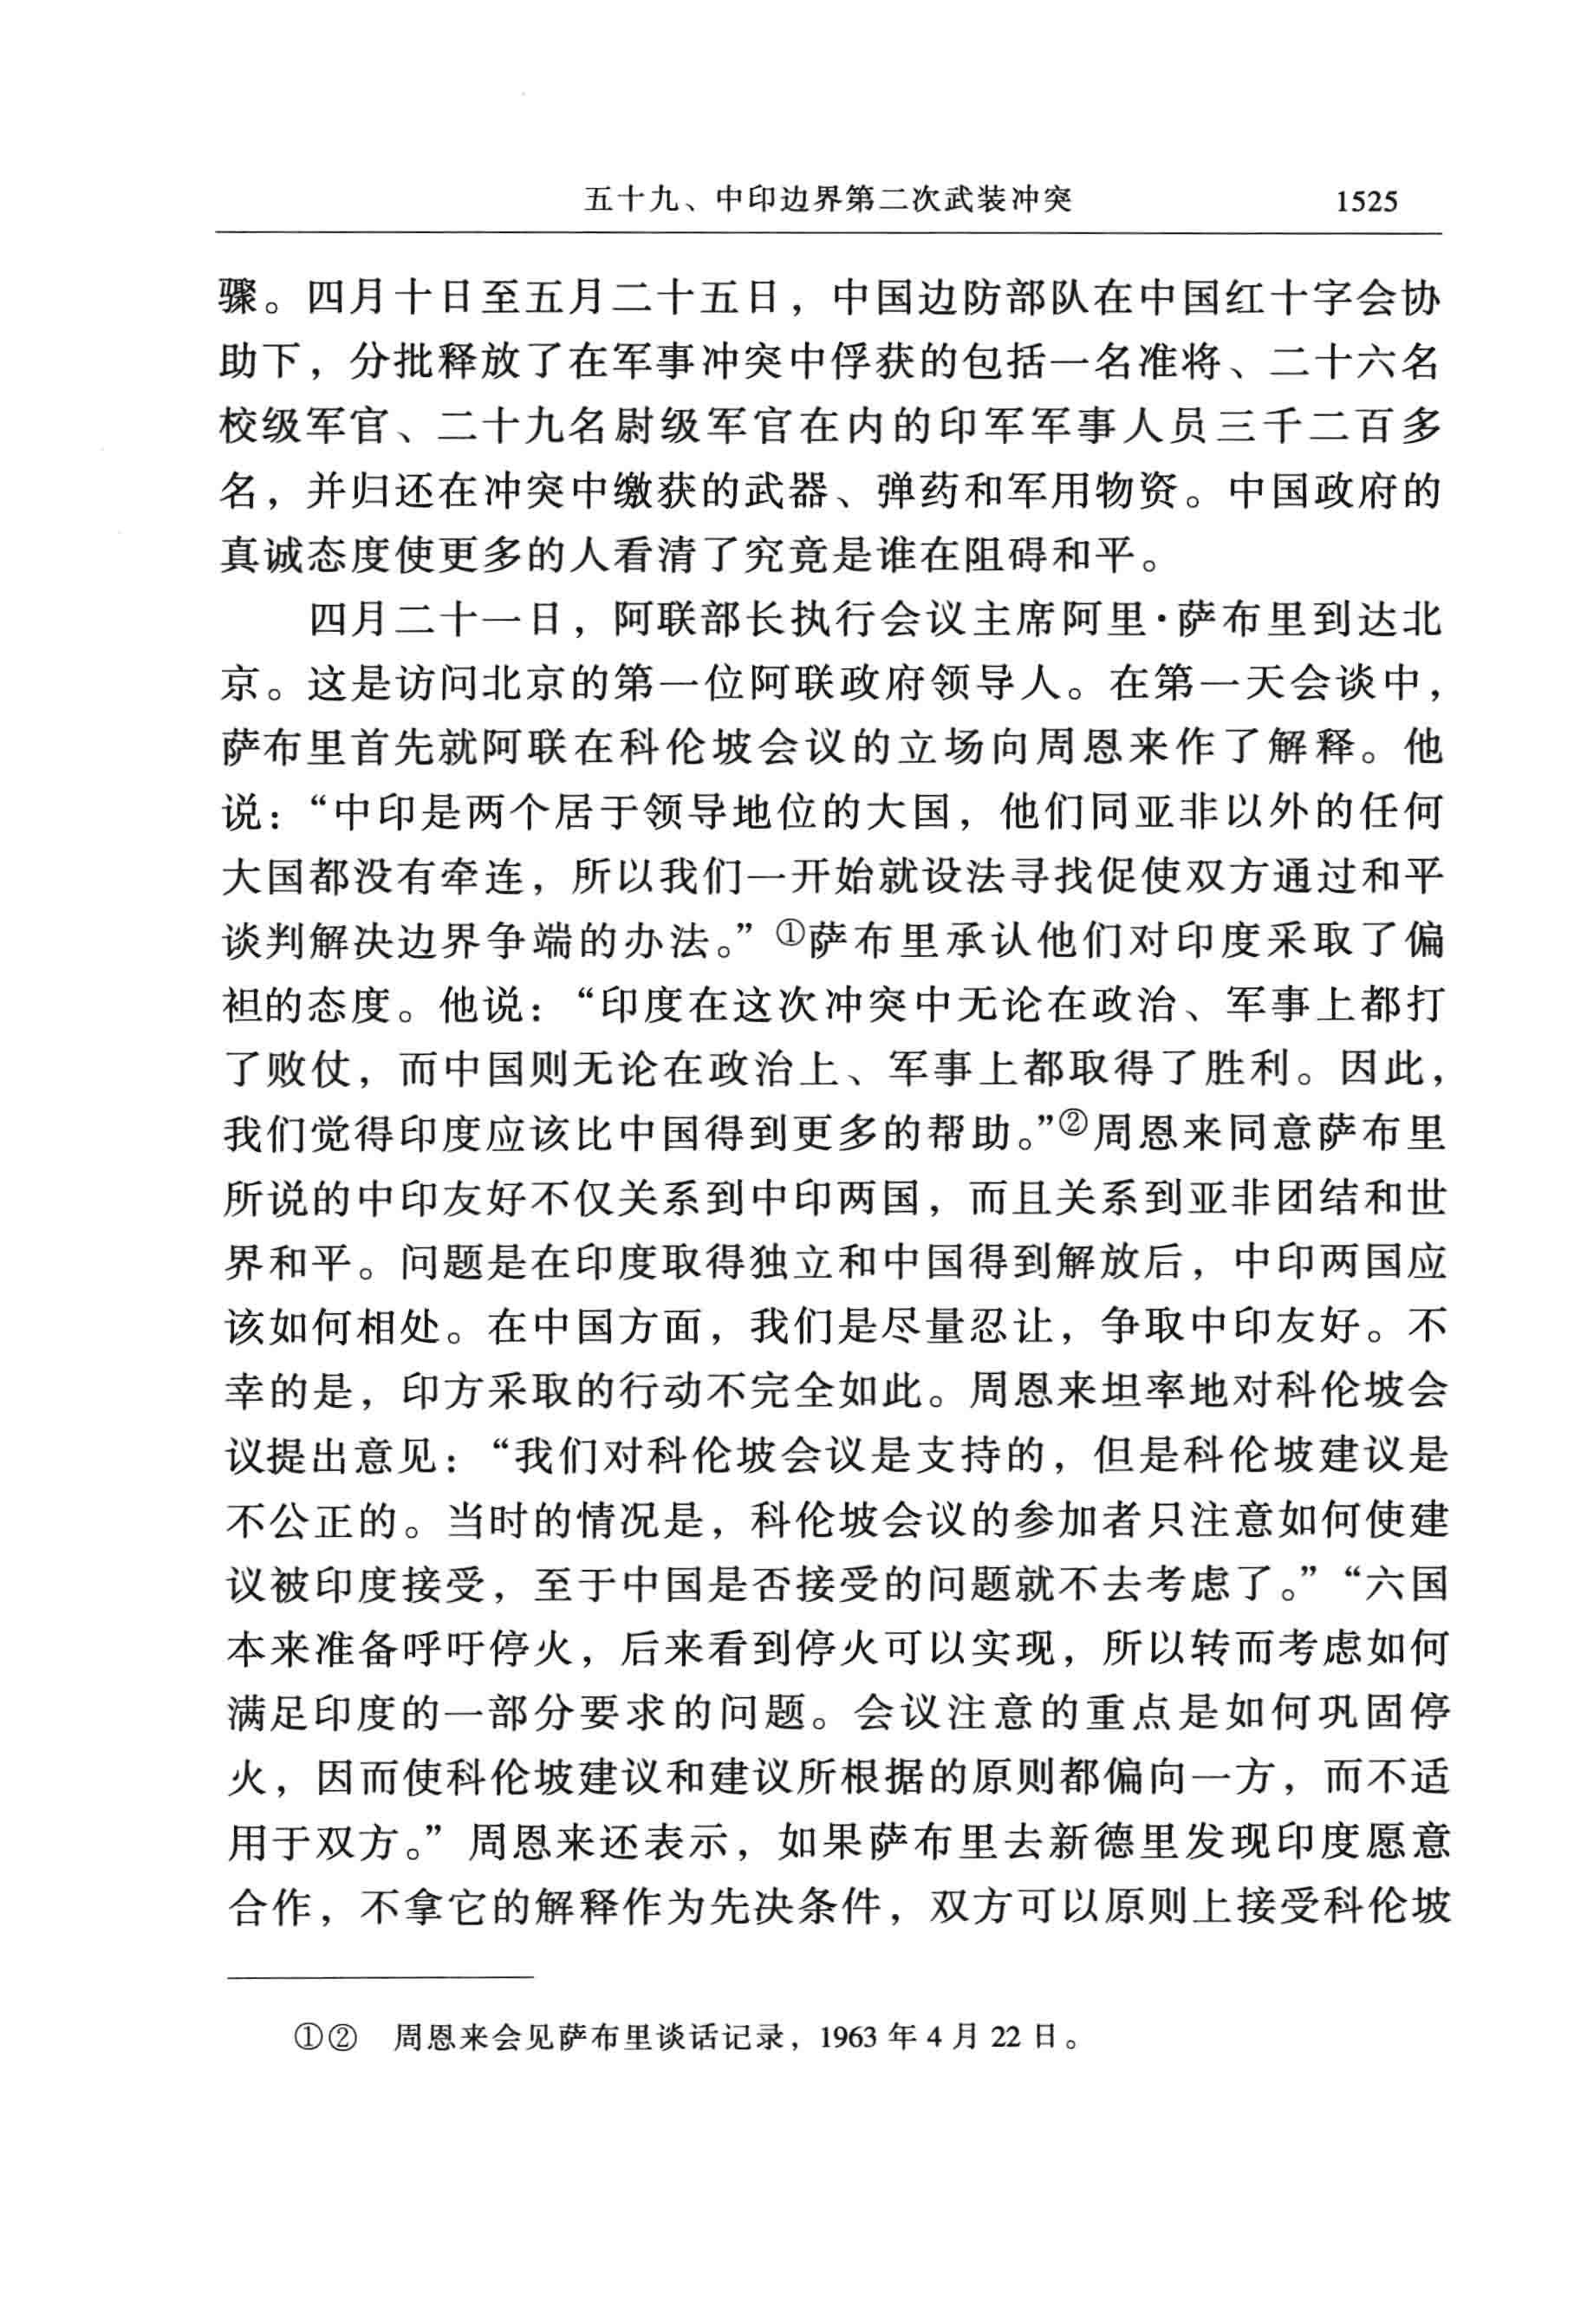 五十九、中印边界第二次武装冲突 1525
骤。四月十日至五月二十五日，中国边防部队在中国红十字会协
助下，分批释放了在军事冲突中俘获的包括一名准将、二十六名
校级军官、二十九名尉级军官在内的印军军事人员三千二百多
名，并归还在冲突中缴获的武器、弹药和军用物资。中国政府的
真诚态度使更多的人看清了究竟是谁在阻碍和平。
四月二十一日，阿联部长执行会议主席阿里·萨布里到达北
京。这是访问北京的第一位阿联政府领导人。在第一天会谈中，
萨布里首先就阿联在科伦坡会议的立场向周恩来作了解释。他
说：“中印是两个居于领导地位的大国，他们同亚非以外的任何
大国都没有牵连，所以我们一开始就设法寻找促使双方通过和平
谈判解决边界争端的办法。”①萨布里承认他们对印度采取了偏
袒的态度。他说：“印度在这次冲突中无论在政治、军事上都打
了败仗，而中国则无论在政治上、军事上都取得了胜利。因此，
我们觉得印度应该比中国得到更多的帮助。”②周恩来同意萨布里
所说的中印友好不仅关系到中印两国，而且关系到亚非团结和世
界和平。问题是在印度取得独立和中国得到解放后，中印两国应
该如何相处。在中国方面，我们是尽量忍让，争取中印友好。不
幸的是，印方采取的行动不完全如此。周恩来坦率地对科伦坡会
议提出意见：“我们对科伦坡会议是支持的，但是科伦坡建议是
不公正的。当时的情况是，科伦坡会议的参加者只注意如何使建
议被印度接受，至于中国是否接受的问题就不去考虑了。”“六国
本来准备呼吁停火，后来看到停火可以实现，所以转而考虑如何
满足印度的一部分要求的问题。会议注意的重点是如何巩固停
火，因而使科伦坡建议和建议所根据的原则都偏向一方，而不适
用于双方。”周恩来还表示，如果萨布里去新德里发现印度愿意
合作，不拿它的解释作为先决条件，双方可以原则上接受科伦坡
①② 周恩来会见萨布里谈话记录，1963 年 4 月 22 日。